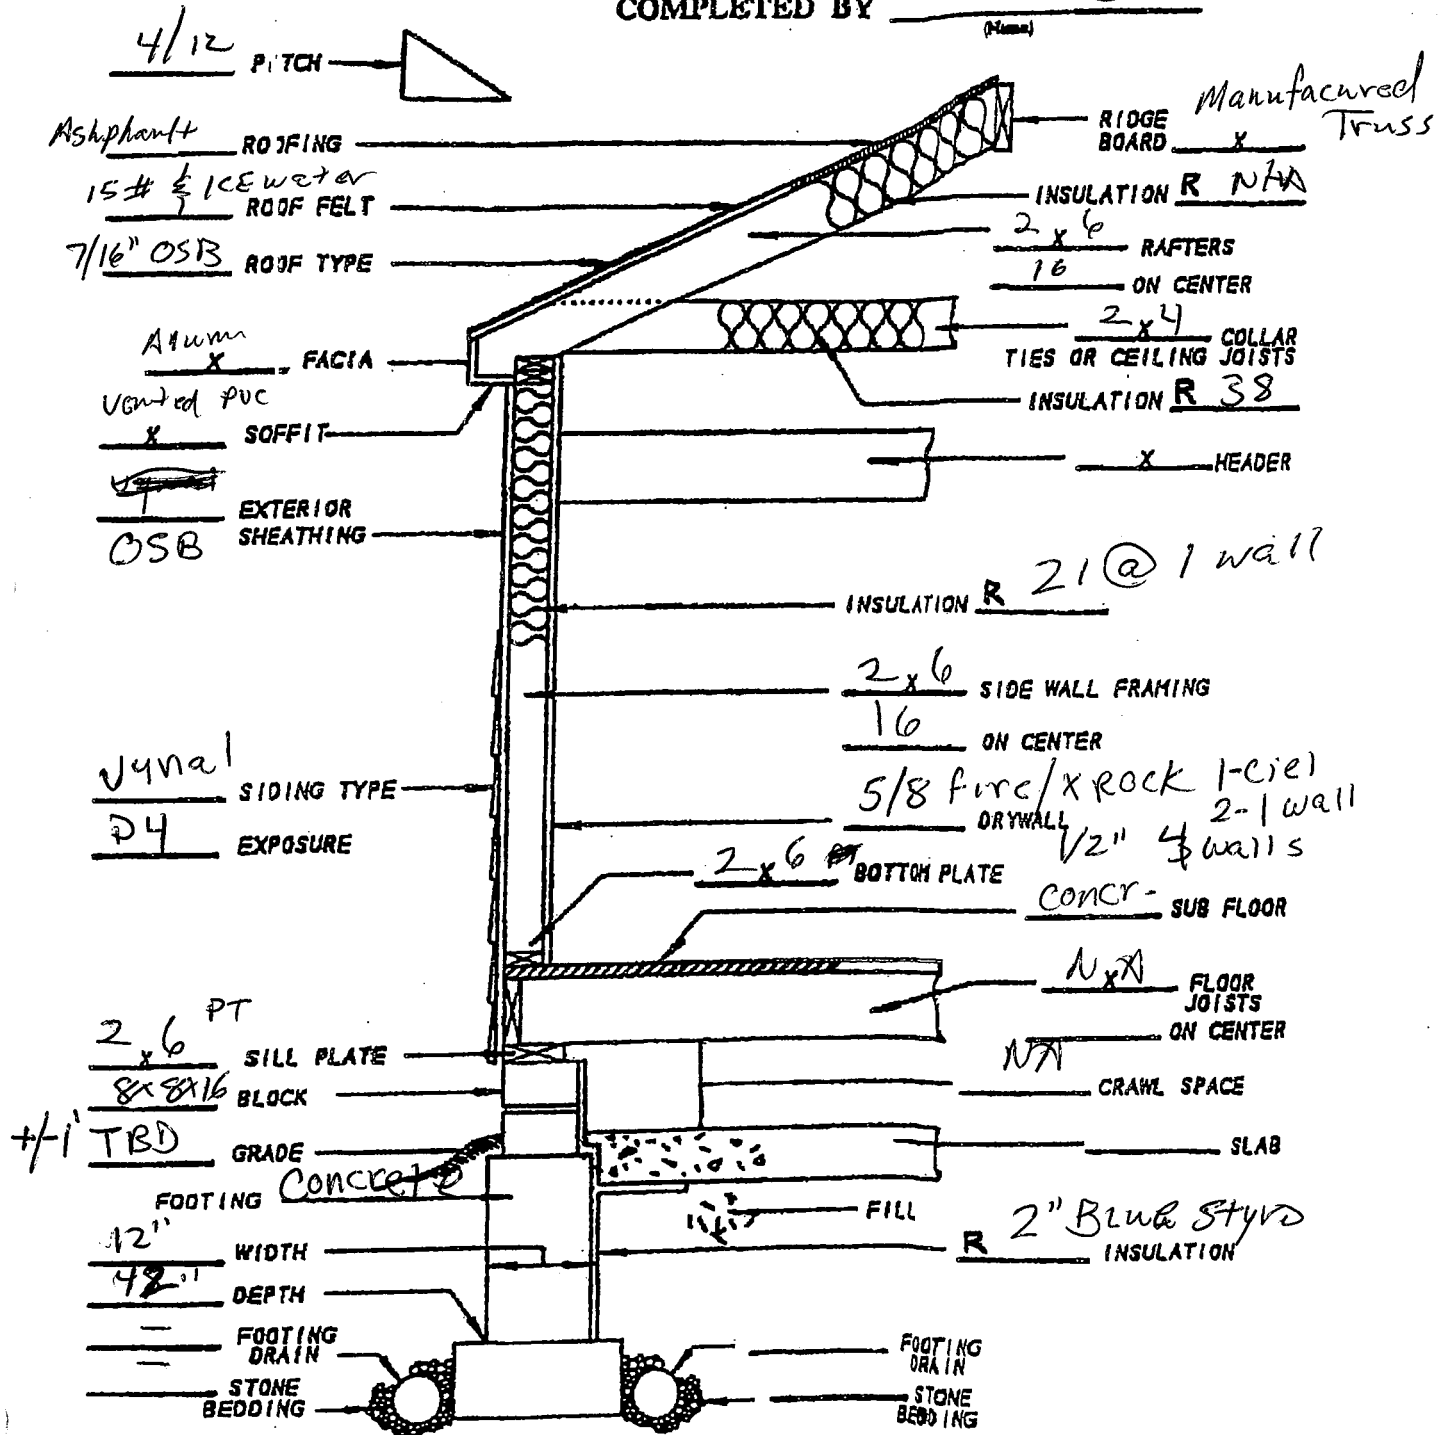 COMPLETED BY
(Name)
4/12 PITCH
Ashphault ROOFING
15# & ICE water ROOF FELT
7/16" OSB ROOF TYPE
Alum x FACIA
Vented PVC
x SOFFIT
EXTERIOR
OSB SHEATHING
Vynal SIDING TYPE
D4 EXPOSURE
2 x 6 PT SILL PLATE
8x8x16 BLOCK
+/-1' TBD GRADE
FOOTING Concrete
12" WIDTH
DEPTH
— FOOTING
DRAIN
— STONE
BEDDING
Manufacured
Truss
RIDGE
BOARD x
INSULATION R N/A
2 x 6 RAFTERS
16 ON CENTER
2 x 4 COLLAR
TIES OR CEILING JOISTS
INSULATION R 38
x HEADER
INSULATION R 21 @ 1 wall
2 x 6 SIDE WALL FRAMING
16 ON CENTER
5/8 fire/x ROCK 1-Ciel
2-1 wall
DRYWALL
1/2" walls
2 x 6 BOTTOM PLATE
Concr- SUB FLOOR
N x A FLOOR
JOISTS
ON CENTER
NA
CRAWL SPACE
SLAB
FILL
R 2" Blue Styro INSULATION
FOOTING
DRAIN
STONE
BEDDING